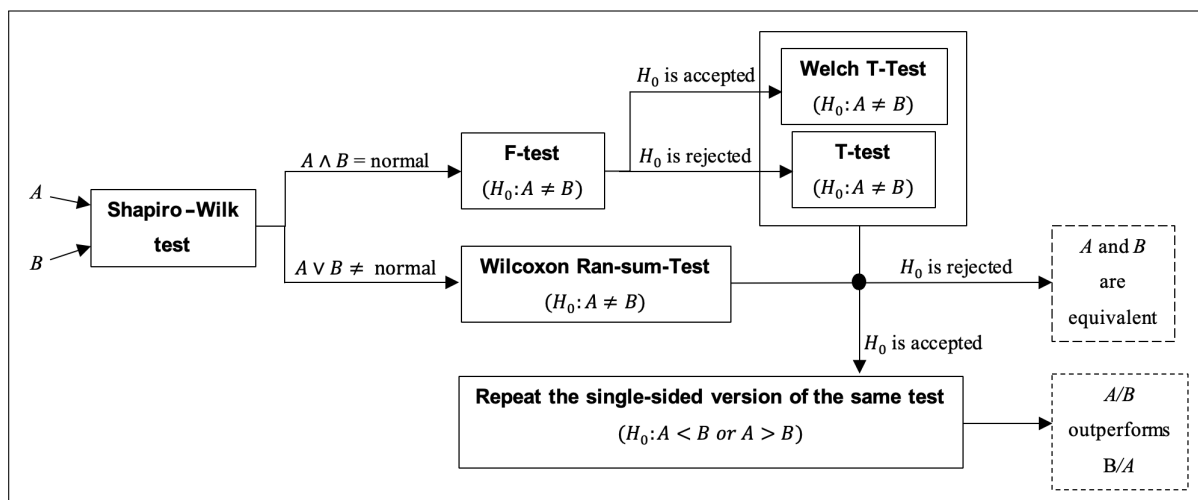 A
B
Shapiro–Wilk
test
A ∧ B = normal
A ∨ B ≠ normal
F-test
(H₀: A ≠ B)
H₀ is accepted
H₀ is rejected
Welch T-Test
(H₀: A ≠ B)
T-test
(H₀: A ≠ B)
Wilcoxon Ran-sum-Test
(H₀: A ≠ B)
H₀ is rejected
A and B
are
equivalent
H₀ is accepted
Repeat the single-sided version of the same test
(H₀: A < B or A > B)
A/B
outperforms
B/A